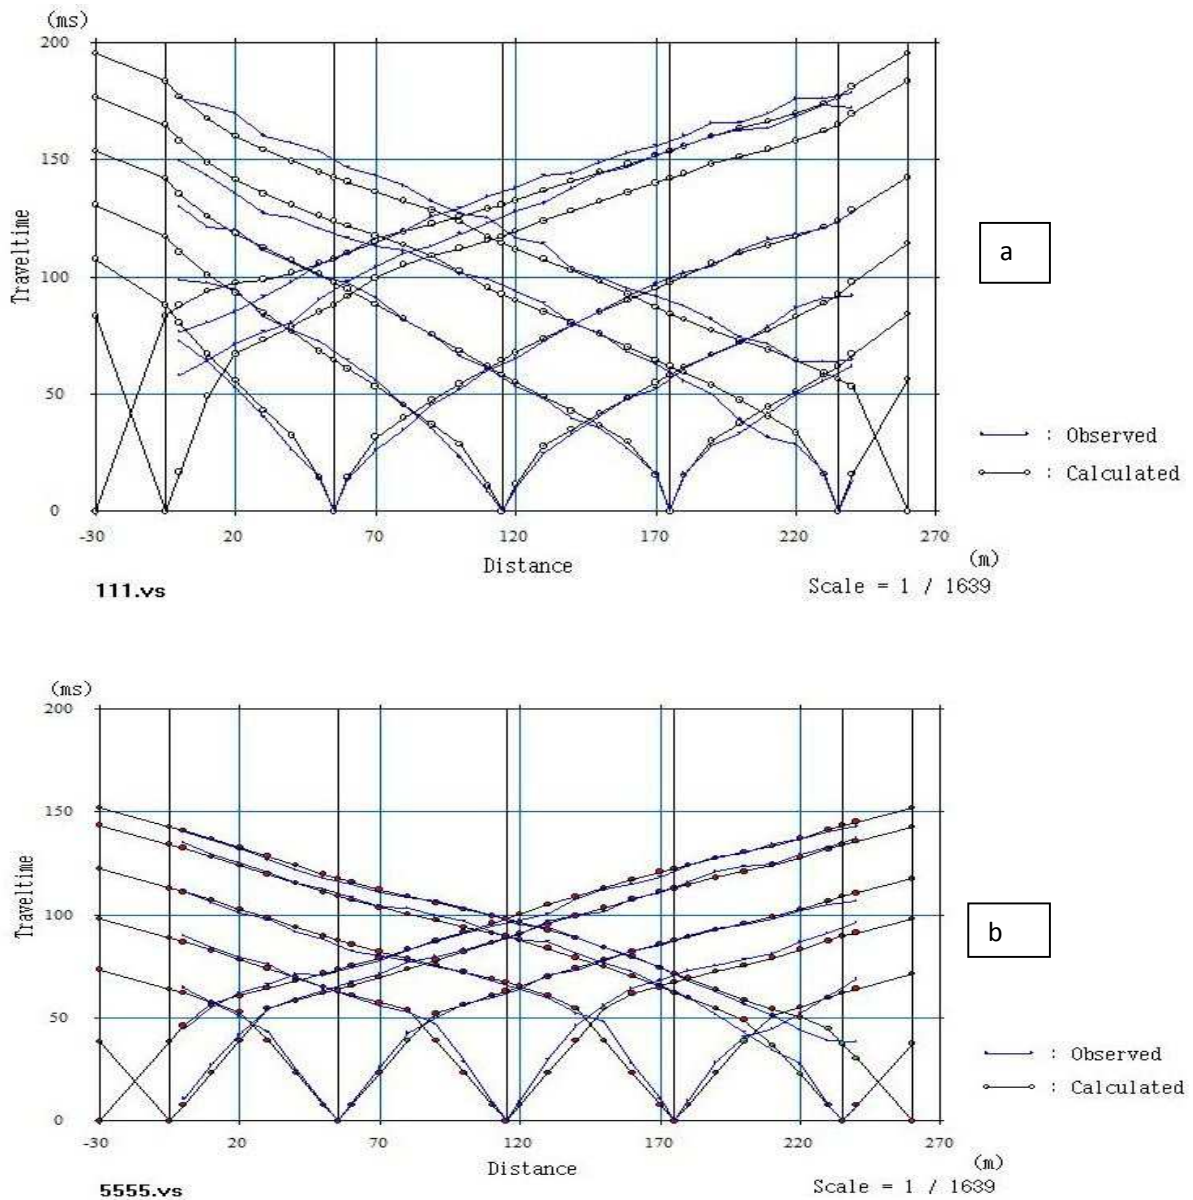 (ms)
200
150
100
50
0
Traveltime
-30 20 70 120 170 220 270
(m)
Distance
111.vs
Scale = 1 / 1639
a
: Observed
: Calculated
(ms)
200
150
100
50
0
Traveltime
-30 20 70 120 170 220 270
(m)
Distance
5555.vs
Scale = 1 / 1639
b
: Observed
: Calculated